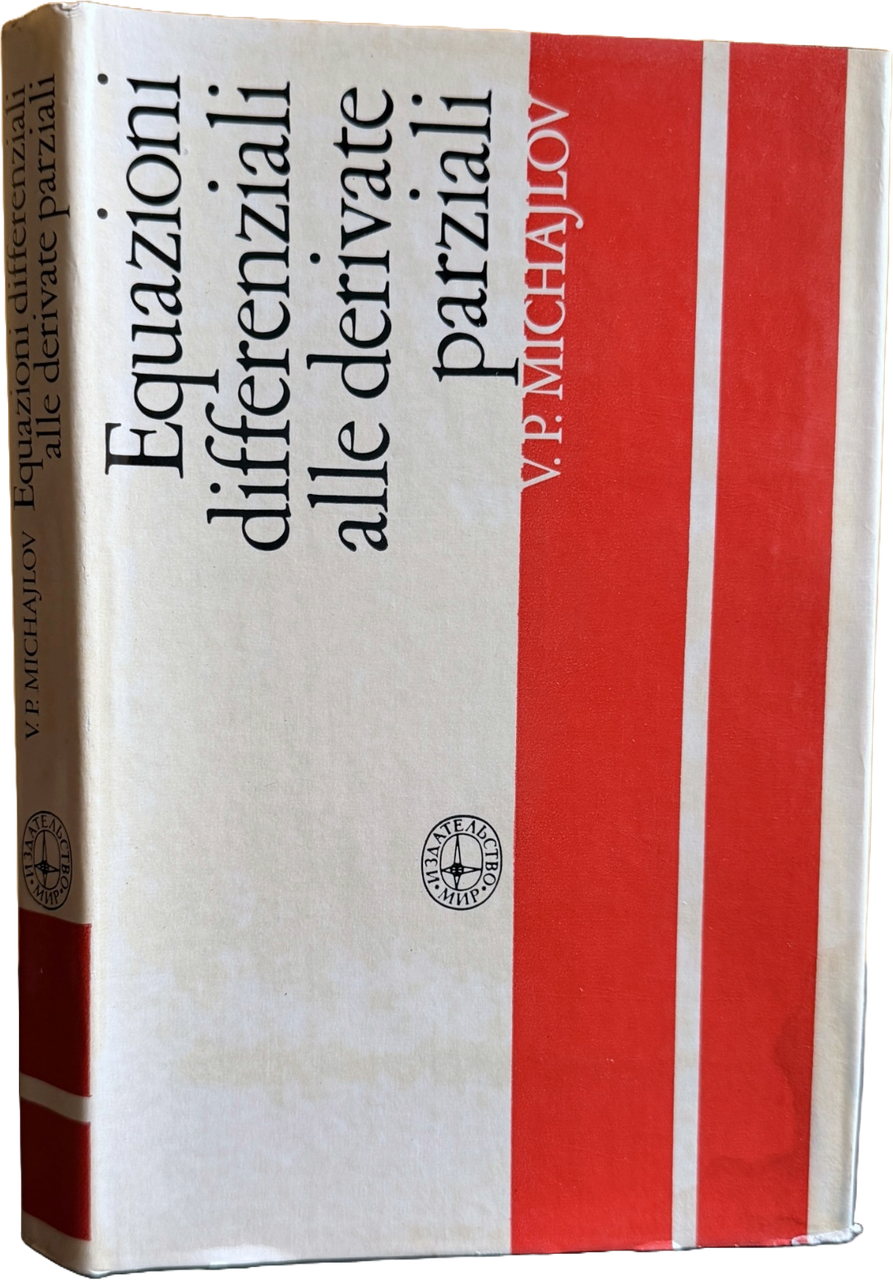 V. P. MICHAJLOV Equazioni differenziali
alle derivate parziali
ИЗДАТЕЛЬСТВО
• МИР •
Equazioni
differenziali
alle derivate
parziali
V. P. MICHAJLOV
ИЗДАТЕЛЬСТВО
• МИР •